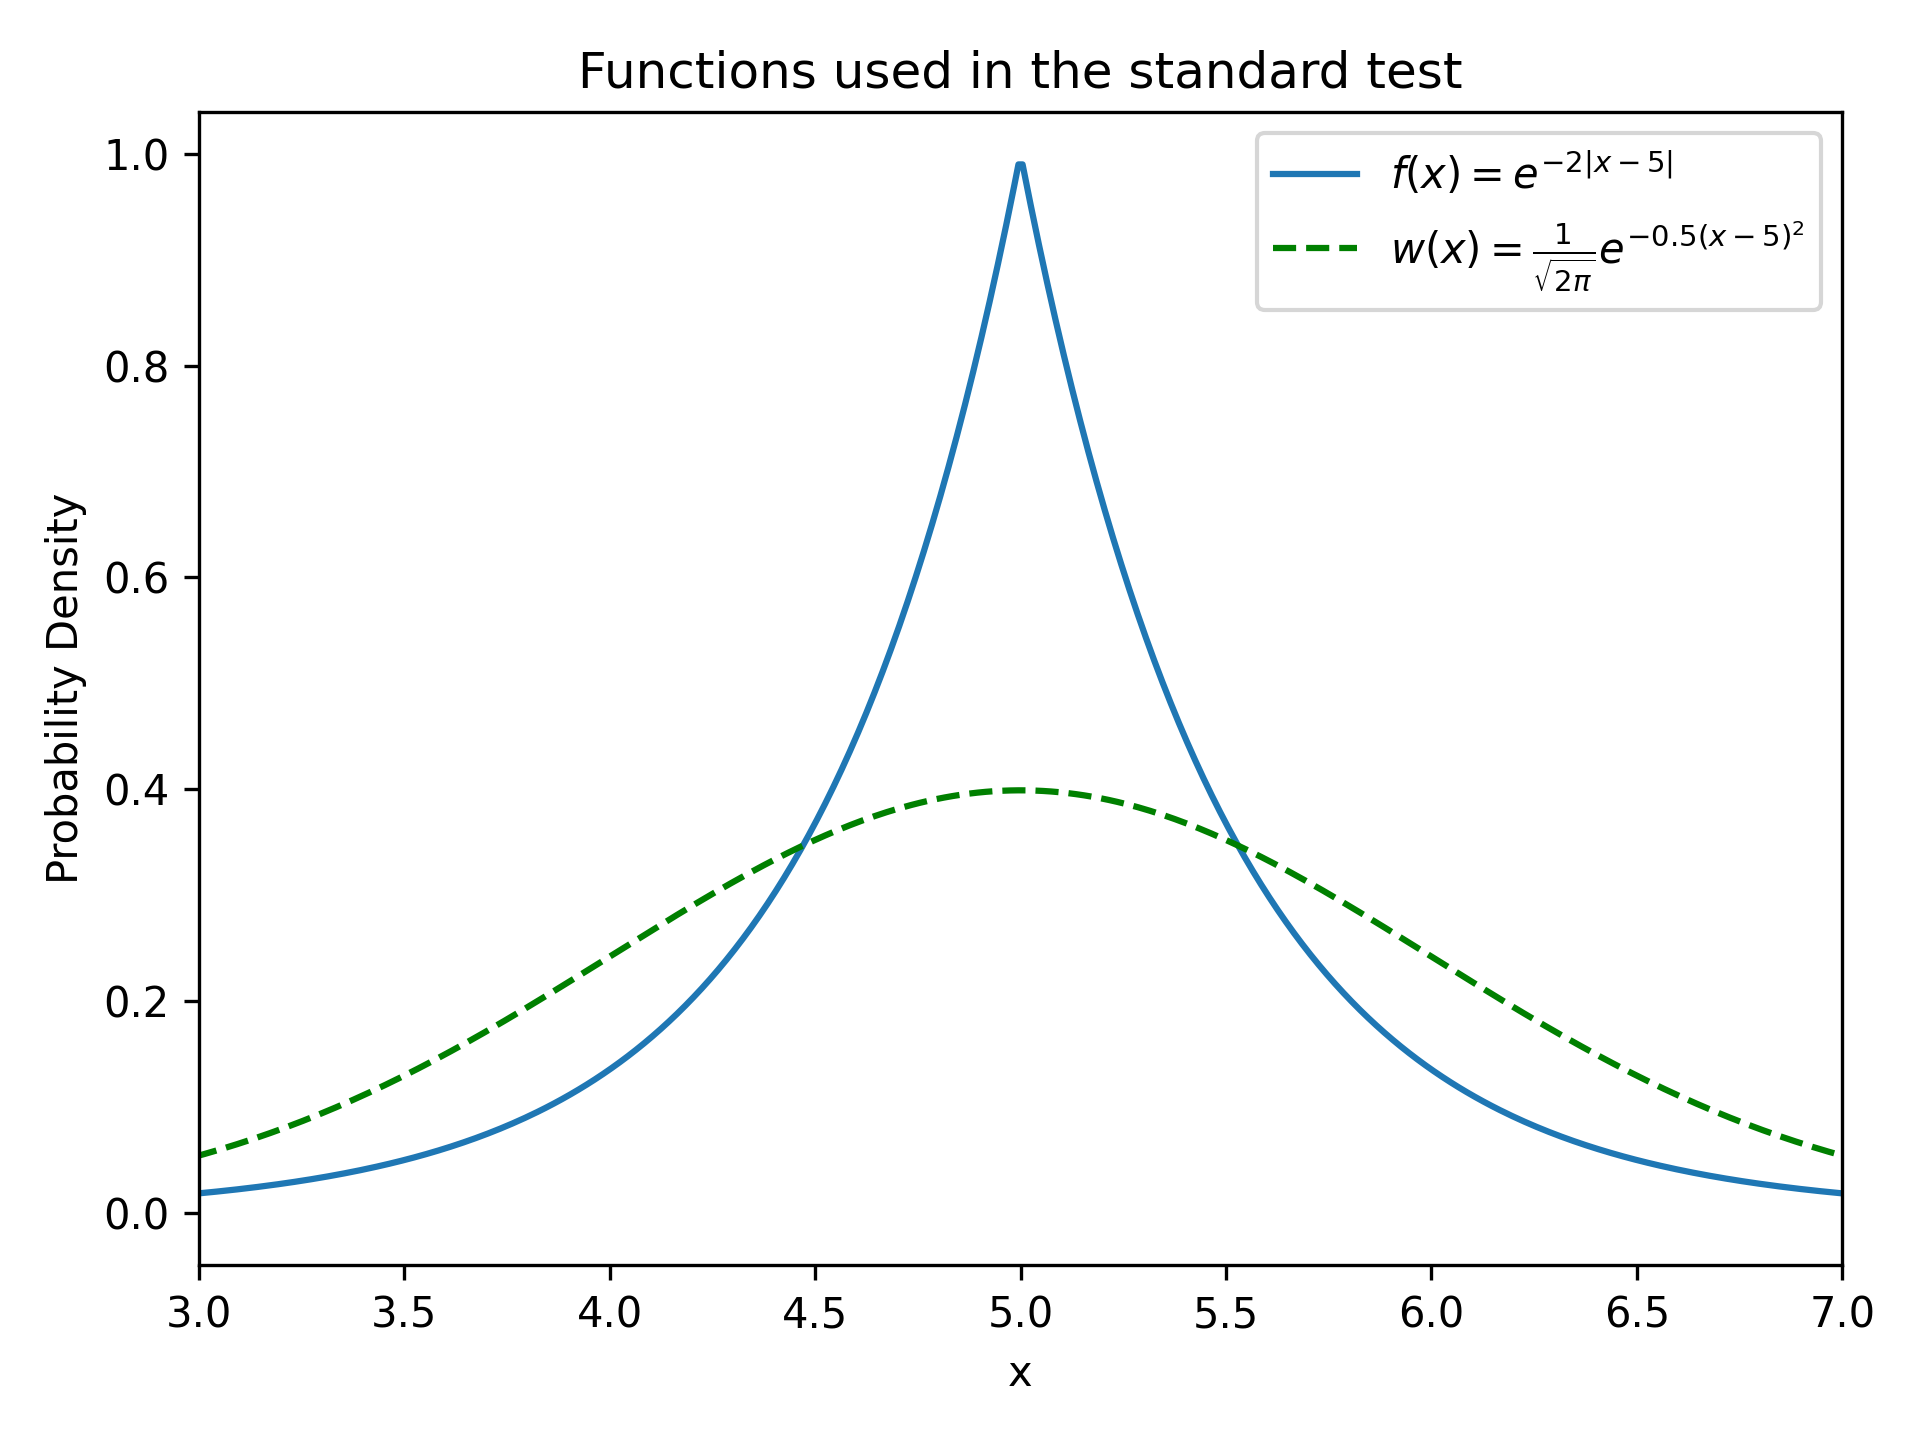 Functions used in the standard test
1.0
0.8
0.6
0.4
0.2
0.0
Probability Density
f(x) = e^{-2|x-5|}
w(x) = \frac{1}{\sqrt{2\pi}} e^{-0.5(x-5)^2}
3.0 3.5 4.0 4.5 5.0 5.5 6.0 6.5 7.0
x